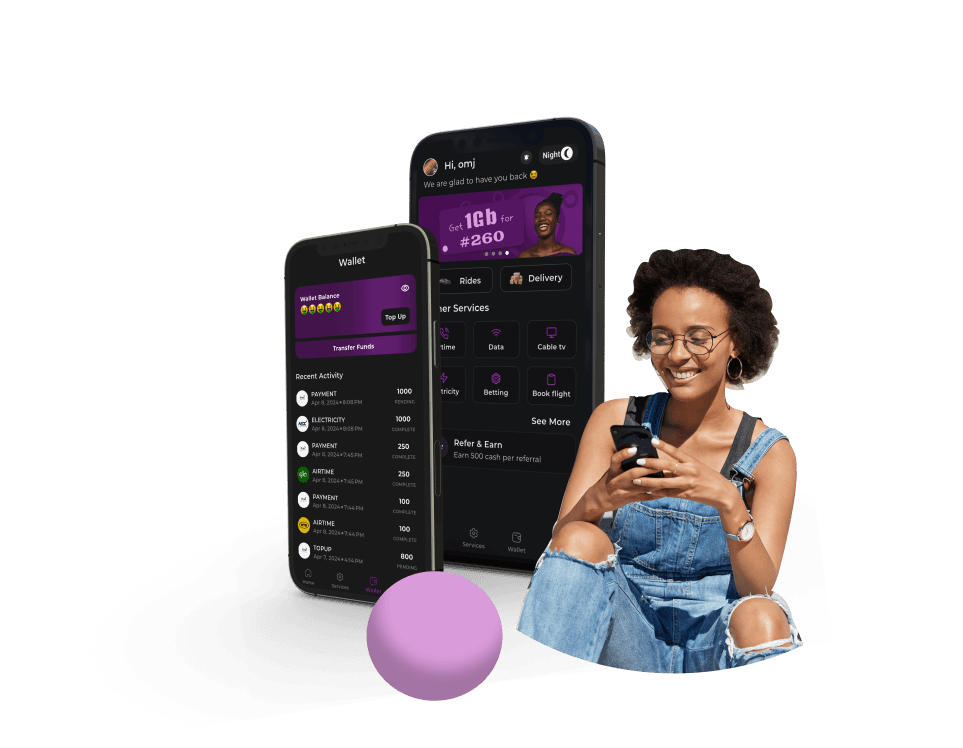 Hi, omj
Night
We are glad to have you back 😉
Get 1Gb for
#260
Rides
Delivery
Services
Data
Cable tv
Betting
Book flight
See More
Refer & Earn
Earn 500 cash per referral
Services
Wallet
Wallet
Wallet Balance
🤑🤑🤑🤑🤑
Top Up
Transfer Funds
Recent Activity
PAYMENT 1000
Apr 8, 2024•8:08 PM PENDING
ELECTRICITY 1000
Apr 8, 2024•8:08 PM COMPLETE
PAYMENT 250
Apr 8, 2024•7:45 PM COMPLETE
glo
AIRTIME 250
Apr 8, 2024•7:45 PM COMPLETE
PAYMENT 100
Apr 8, 2024•7:44 PM COMPLETE
AIRTIME 100
Apr 8, 2024•7:44 PM COMPLETE
TOPUP 800
Apr 7, 2024•4:14 PM PENDING
Home
Services
Wallet